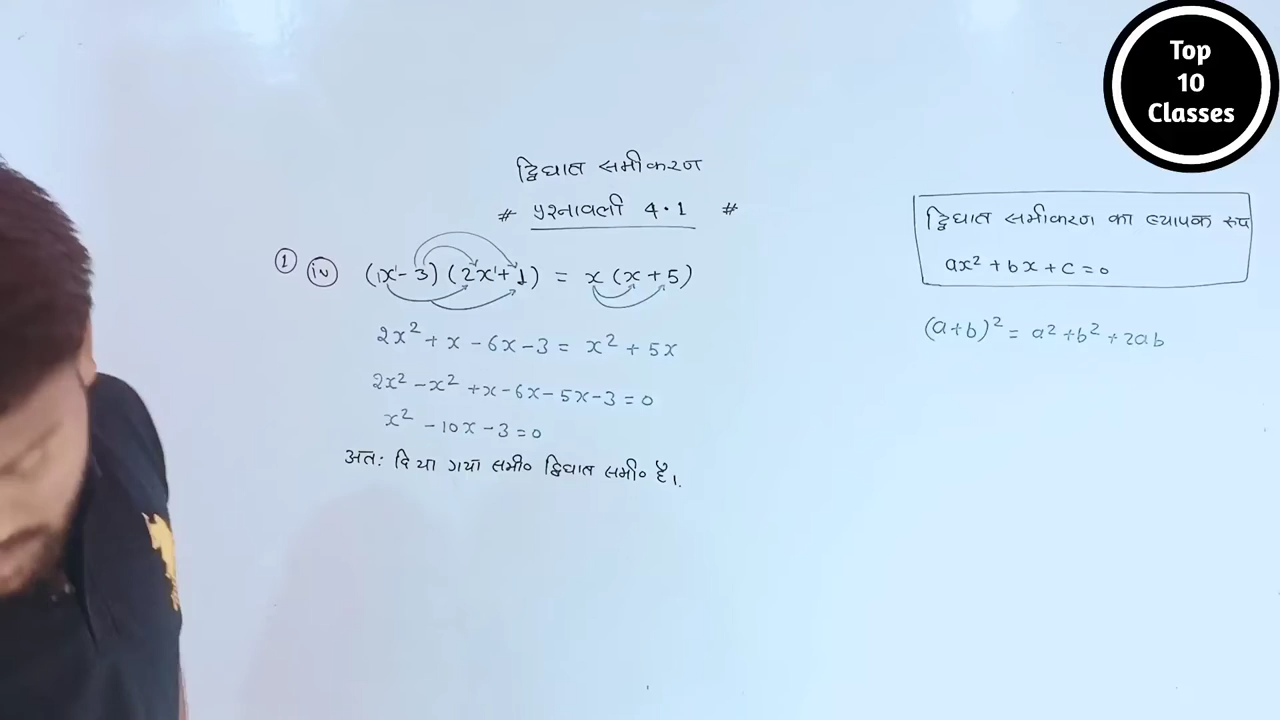 Top
10
Classes
द्विघात समीकरण
# प्रश्नावली 4.1 #
① (iv) (x - 3) (2x + 1) = x (x + 5)
2x² + x - 6x - 3 = x² + 5x
2x² - x² + x - 6x - 5x - 3 = 0
x² - 10x - 3 = 0
अतः दिया गया समी० द्विघात समी० है।
द्विघात समीकरण का व्यापक रूप
ax² + bx + c = 0
(a+b)² = a² + b² + 2ab